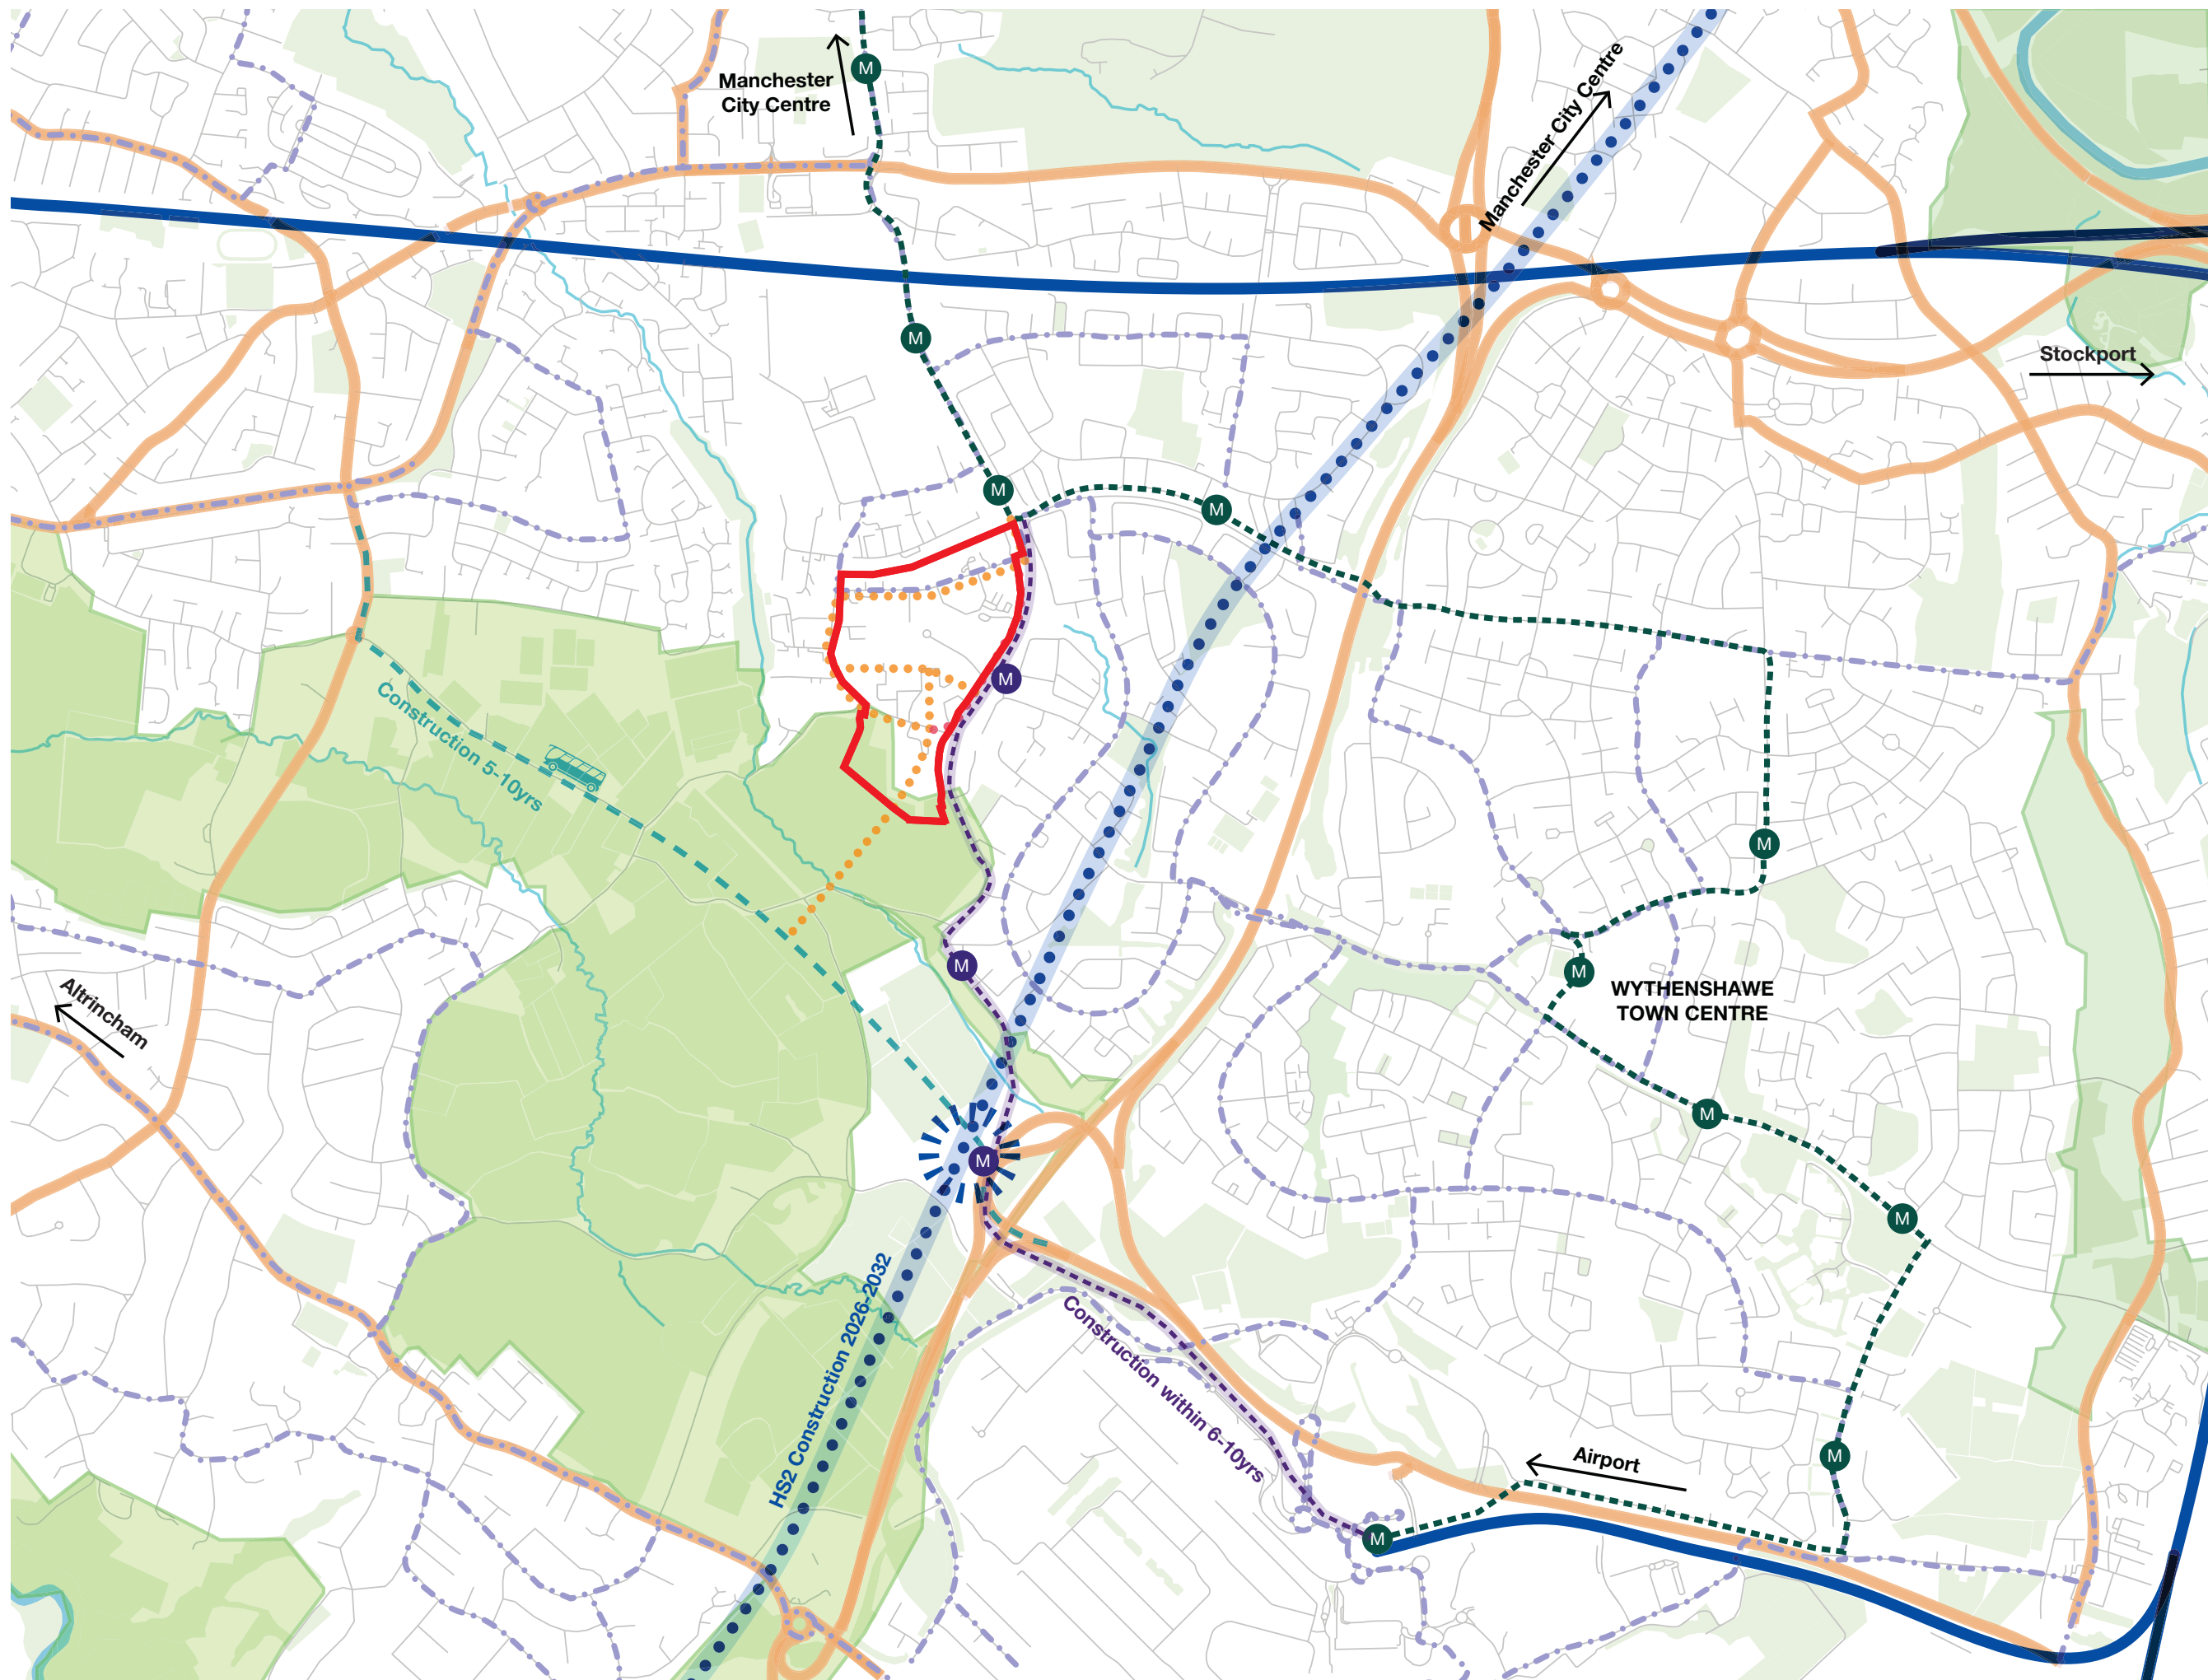 M
Manchester
City Centre
Manchester City Centre
M
Stockport
M
M
M
Construction 5-10yrs
M
M
M
WYTHENSHAWE
TOWN CENTRE
Altrincham
M
M
M
HS2 Construction 2026-2032
Construction within 6-10yrs
M
Airport
M